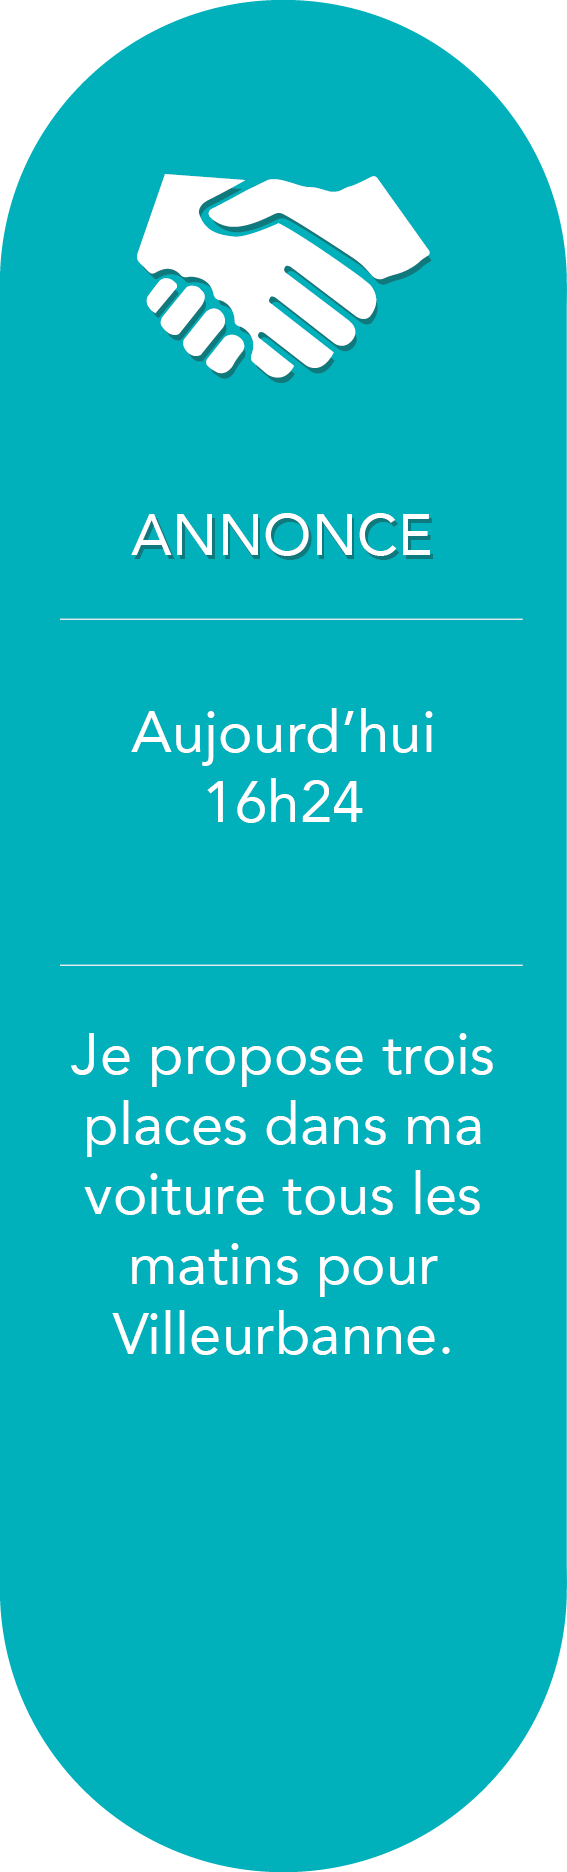 ANNONCE
Aujourd’hui
16h24
Je propose trois
places dans ma
voiture tous les
matins pour
Villeurbanne.